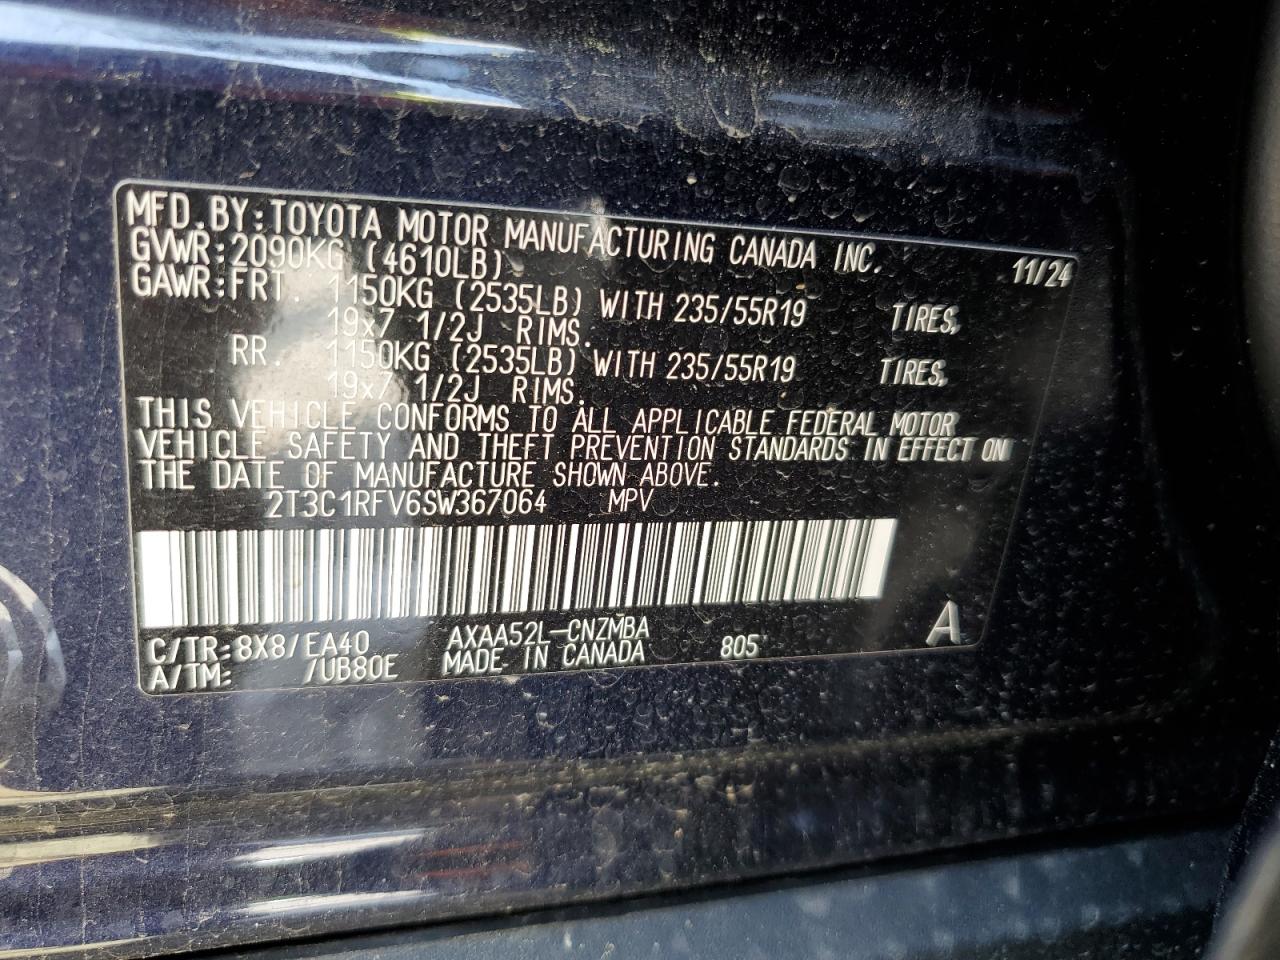 MFD.BY:TOYOTA MOTOR MANUFACTURING CANADA INC.
GVWR:2090KG (4610LB) 11/24
GAWR:FRT. 1150KG (2535LB) WITH 235/55R19 TIRES,
19x7 1/2J RIMS.
RR. 1150KG (2535LB) WITH 235/55R19 TIRES,
19x7 1/2J RIMS.
THIS VEHICLE CONFORMS TO ALL APPLICABLE FEDERAL MOTOR
VEHICLE SAFETY AND THEFT PREVENTION STANDARDS IN EFFECT ON
THE DATE OF MANUFACTURE SHOWN ABOVE.
2T3C1RFV6SW367064 MPV
C/TR:8X8/EA40 AXAA52L-CNZMBA 805 A
A/TM: /UB80E MADE IN CANADA